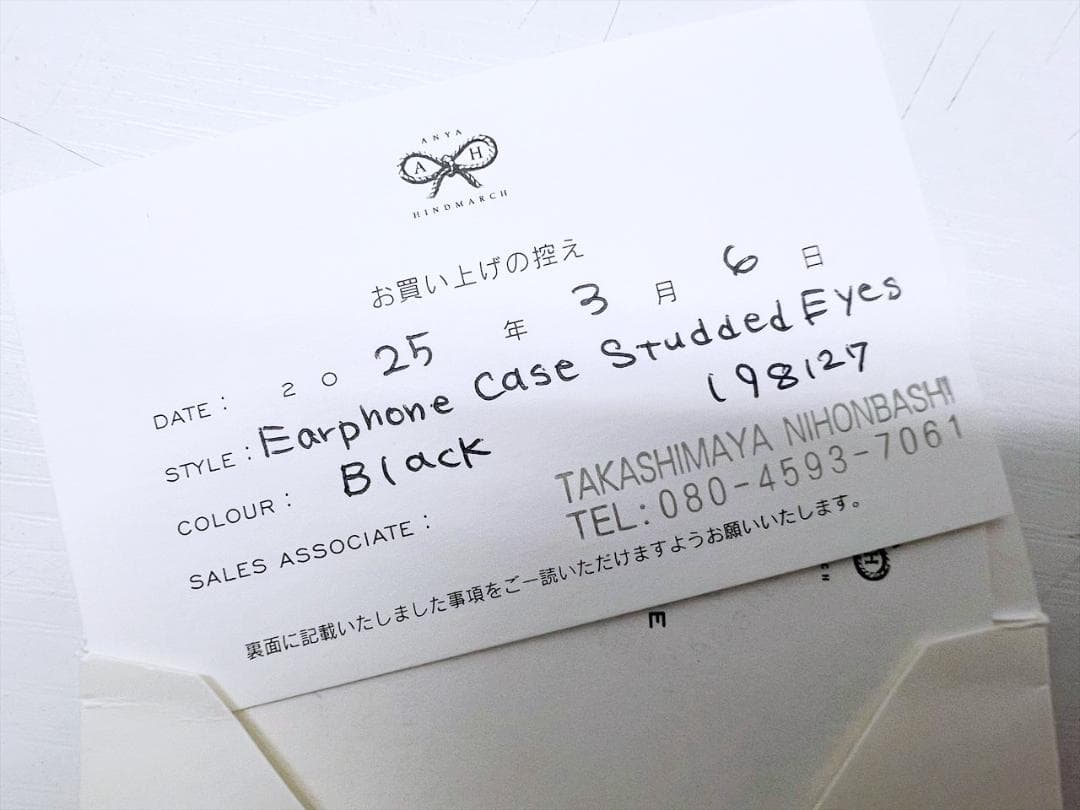 ANYA
A H
HINDMARCH
お買い上げの控え
DATE: 20 25 年 3 月 6 日
STYLE: Earphone Case Studded Eyes
COLOUR: Black 198127
SALES ASSOCIATE:
TAKASHIMAYA NIHONBASHI
TEL:080-4593-7061
裏面に記載いたしました事項をご一読いただけますようお願いいたします。
H
CH
E